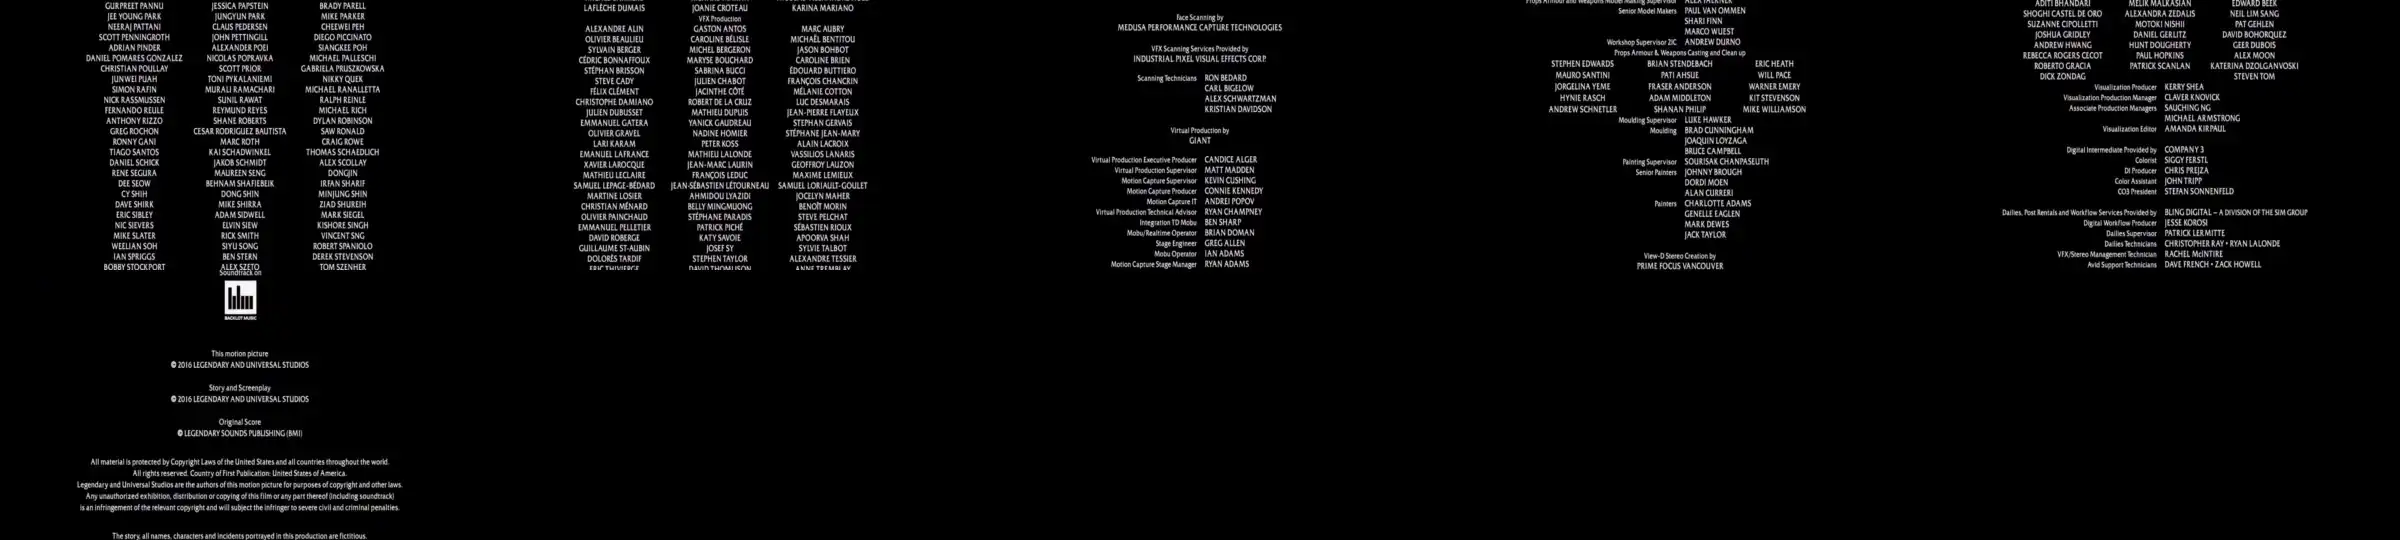 GURPREET PANNU JESSICA PAPSTEIN BRADY PARELL
JEE YOUNG PARK JUNGYUN PARK MIKE PARKER
NEERAJ PATTANI CLAUS PEDERSEN CHEEWEI PEH
SCOTT PENNINGROTH JOHN PETTINGILL DIEGO PICCINATO
ADRIAN PINDER ALEXANDER POEI SIANGKEE POH
DANIEL POMARES GONZALEZ NICOLAS POPRAVKA MICHAEL PALLESCHI
CHRISTIAN POULLAY SCOTT PRIOR GABRIELA PRUSZKOWSKA
JUNWEI PUAH TONI PYKALANIEMI NIKKY QUEK
SIMON RAFIN MURALI RAMACHARI MICHAEL RANALLETTA
NICK RASSMUSSEN SUNIL RAWAT RALPH REINLE
FERNANDO REULE REYMUND REYES MICHAEL RICH
ANTHONY RIZZO SHANE ROBERTS DYLAN ROBINSON
GREG ROCHON CESAR RODRIGUEZ BAUTISTA SAW RONALD
RONNY GANI MARC ROTH CRAIG ROWE
TIAGO SANTOS KAI SCHADWINKEL THOMAS SCHAEDLICH
DANIEL SCHICK JAKOB SCHMIDT ALEX SCOLLAY
RENE SEGURA MAUREEN SENG DONGJIN
DEE SEOW BEHNAM SHAFIEBEIK IRFAN SHARIF
CY SHIH DONG SHIN MINJUNG SHIN
DAVE SHIRK MIKE SHIRRA ZIAD SHUREIH
ERIC SIBLEY ADAM SIDWELL MARK SIEGEL
NIC SIEVERS ELVIN SIEW KISHORE SINGH
MIKE SLATER RICK SMITH VINCENT SNG
WEELIAN SOH SIYU SONG ROBERT SPANIOLO
IAN SPRIGGS BEN STERN DEREK STEVENSON
BOBBY STOCKPORT ALEX SZETO TOM SZENHER
Soundtrack on
BACKLOT MUSIC
This motion picture
© 2016 LEGENDARY AND UNIVERSAL STUDIOS
Story and Screenplay
© 2016 LEGENDARY AND UNIVERSAL STUDIOS
Original Score
© LEGENDARY SOUNDS PUBLISHING (BMI)
All material is protected by Copyright Laws of the United States and all countries throughout the world.
All rights reserved. Country of First Publication: United States of America.
Legendary and Universal Studios are the authors of this motion picture for purposes of copyright and other laws.
Any unauthorized exhibition, distribution or copying of this film or any part thereof (including soundtrack)
is an infringement of the relevant copyright and will subject the infringer to severe civil and criminal penalties.
The story, all names, characters and incidents portrayed in this production are fictitious.
LAFLÈCHE DUMAIS JOANIE CROTEAU KARINA MARIANO
VFX Production
ALEXANDRE ALIN GASTON ANTOS MARC AUBRY
OLIVIER BEAULIEU CAROLINE BÉLISLE MICHAËL BENTITOU
SYLVAIN BERGER MICHEL BERGERON JASON BOHBOT
CÉDRIC BONNAFFOUX MARYSE BOUCHARD CAROLINE BRIEN
STÉPHAN BRISSON SABRINA BUCCI ÉDOUARD BUTTIERO
STEVE CADY JULIEN CHABOT FRANÇOIS CHANCRIN
FÉLIX CLÉMENT JACINTHE CÔTÉ MÉLANIE COTTON
CHRISTOPHE DAMIANO ROBERT DE LA CRUZ LUC DESMARAIS
JULIEN DUBUSSET MATHIEU DUPUIS JEAN-PIERRE FLAYEUX
EMMANUEL GATERA YANICK GAUDREAU STEPHAN GERVAIS
OLIVIER GRAVEL NADINE HOMIER STÉPHANE JEAN-MARY
LARI KARAM PETER KOSS ALAIN LACROIX
EMANUEL LAFRANCE MATHIEU LALONDE VASSILIOS LANARIS
XAVIER LAROCQUE JEAN-MARC LAURIN GEOFFROY LAUZON
MATHIEU LECLAIRE FRANÇOIS LEDUC MAXIME LEMIEUX
SAMUEL LEPAGE-BÉDARD JEAN-SÉBASTIEN LÉTOURNEAU SAMUEL LORIAULT-GOULET
MARTINE LOSIER AHMIDOU LYAZIDI JOCELYN MAHER
CHRISTIAN MÉNARD BELLY MINGMUONG BENOÎT MORIN
OLIVIER PAINCHAUD STÉPHANE PARADIS STEVE PELCHAT
EMMANUEL PELLETIER PATRICK PICHÉ SÉBASTIEN RIOUX
DAVID ROBERGE KATY SAVOIE APOORVA SHAH
GUILLAUME ST-AUBIN JOSEF SY SYLVIE TALBOT
DOLORÈS TARDIF STEPHEN TAYLOR ALEXANDRE TESSIER
ERIC THIVIERGE DAVID THOMLISON ANNE TREMBLAY
Face Scanning by
MEDUSA PERFORMANCE CAPTURE TECHNOLOGIES
VFX Scanning Services Provided by
INDUSTRIAL PIXEL VISUAL EFFECTS CORP.
Scanning Technicians RON BEDARD
CARL BIGELOW
ALEX SCHWARTZMAN
KRISTIAN DAVIDSON
Virtual Production by
GIANT
Virtual Production Executive Producer CANDICE ALGER
Virtual Production Supervisor MATT MADDEN
Motion Capture Supervisor KEVIN CUSHING
Motion Capture Producer CONNIE KENNEDY
Motion Capture IT ANDREI POPOV
Virtual Production Technical Advisor RYAN CHAMPNEY
Integration TD Mobu BEN SHARP
Mobu/Realtime Operator BRIAN DOMAN
Stage Engineer GREG ALLEN
Mobu Operator IAN ADAMS
Motion Capture Stage Manager RYAN ADAMS
Props Armour and Weapons Model Making Supervisor ALEX FALKNER
Senior Model Makers PAUL VAN OMMEN
SHARI FINN
MARCO WUEST
Workshop Supervisor 2IC ANDREW DURNO
Props Armour & Weapons Casting and Clean up
STEPHEN EDWARDS BRIAN STENDEBACH ERIC HEATH
MAURO SANTINI PATI AHSUE WILL PACE
JORGELINA YEME FRASER ANDERSON WARNER EMERY
HYNIE RASCH ADAM MIDDLETON KIT STEVENSON
ANDREW SCHNETLER SHANAN PHILIP MIKE WILLIAMSON
Moulding Supervisor LUKE HAWKER
Moulding BRAD CUNNINGHAM
JOAQUIN LOYZAGA
BRUCE CAMPBELL
Painting Supervisor SOURISAK CHANPASEUTH
Senior Painters JOHNNY BROUGH
DORDI MOEN
ALAN CURRERI
Painters CHARLOTTE ADAMS
GENELLE EAGLEN
MARK DEWES
JACK TAYLOR
View-D Stereo Creation by
PRIME FOCUS VANCOUVER
ADITI BHANDARI MELIK MALKASIAN EDWARD BEEK
SHOGHI CASTEL DE ORO ALEXANDRA ZEDALIS NEIL LIM SANG
SUZANNE CIPOLLETTI MOTOKI NISHII PAT GEHLEN
JOSHUA GRIDLEY DANIEL GERLITZ DAVID BOHORQUEZ
ANDREW HWANG HUNT DOUGHERTY GEER DUBOIS
REBECCA ROGERS CECOT PAUL HOPKINS ALEX MOON
ROBERTO GRACIA PATRICK SCANLAN KATERINA DZOLGANVOSKI
DICK ZONDAG STEVEN TOM
Visualization Producer KERRY SHEA
Visualization Production Manager CLAVER KNOVICK
Associate Production Managers SAUCHING NG
MICHAEL ARMSTRONG
Visualization Editor AMANDA KIRPAUL
Digital Intermediate Provided by COMPANY 3
Colorist SIGGY FERSTL
DI Producer CHRIS PREJZA
Color Assistant JOHN TRIPP
CO3 President STEFAN SONNENFELD
Dailies, Post Rentals and Workflow Services Provided by BLING DIGITAL – A DIVISION OF THE SIM GROUP
Digital Workflow Producer JESSE KOROSI
Dailies Supervisor PATRICK LERMITTE
Dailies Technicians CHRISTOPHER RAY • RYAN LALONDE
VFX/Stereo Management Technician RACHEL McINTIRE
Avid Support Technicians DAVE FRENCH • ZACK HOWELL